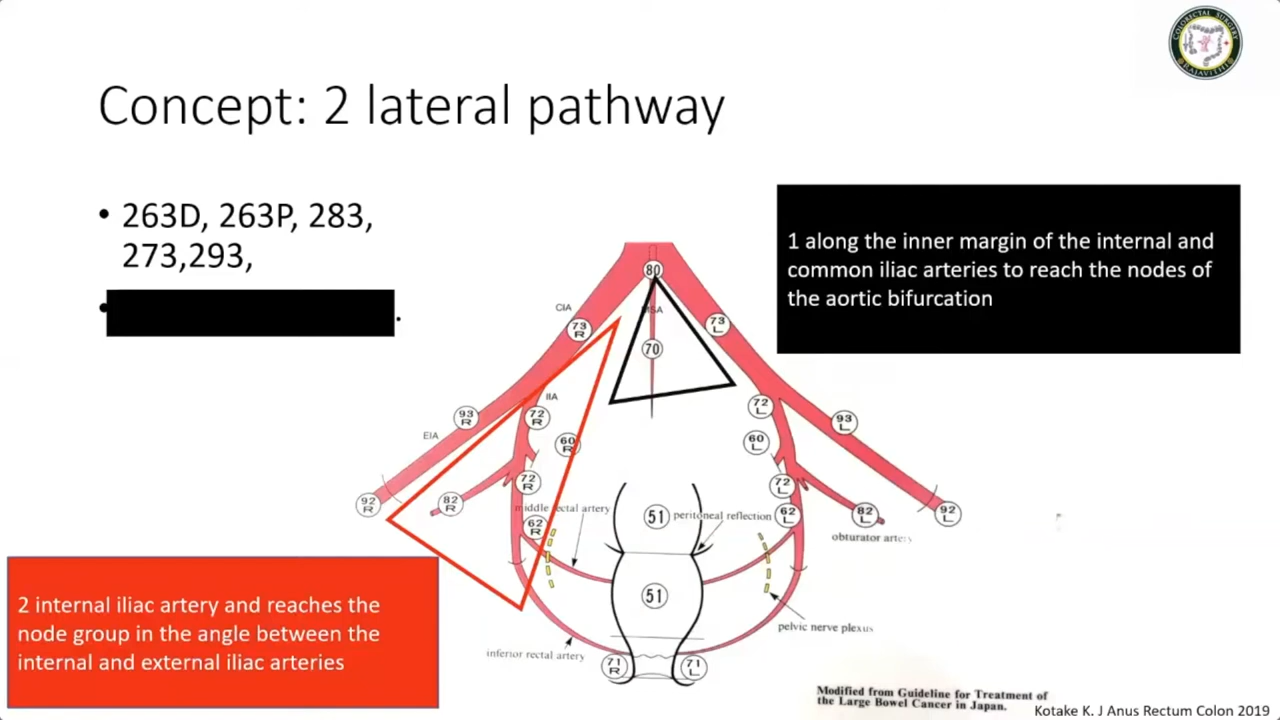 COLORECTAL SURGERY
RAJAVITHI
Concept: 2 lateral pathway
• 263D, 263P, 283,
273,293,
.
1 along the inner margin of the internal and
common iliac arteries to reach the nodes of
the aortic bifurcation
80
CIA
MSA
73
R
73
L
70
IIA
72
R
72
L
93
R
93
L
EIA
60
R
60
L
72
R
72
L
92
R
82
R
82
L
92
L
middle rectal artery
51
peritoneal reflection
62
R
62
L
obturator artery
51
2 internal iliac artery and reaches the
node group in the angle between the
internal and external iliac arteries
pelvic nerve plexus
inferior rectal artery
71
R
71
L
Modified from Guideline for Treatment of
the Large Bowel Cancer in Japan.
Kotake K. J Anus Rectum Colon 2019